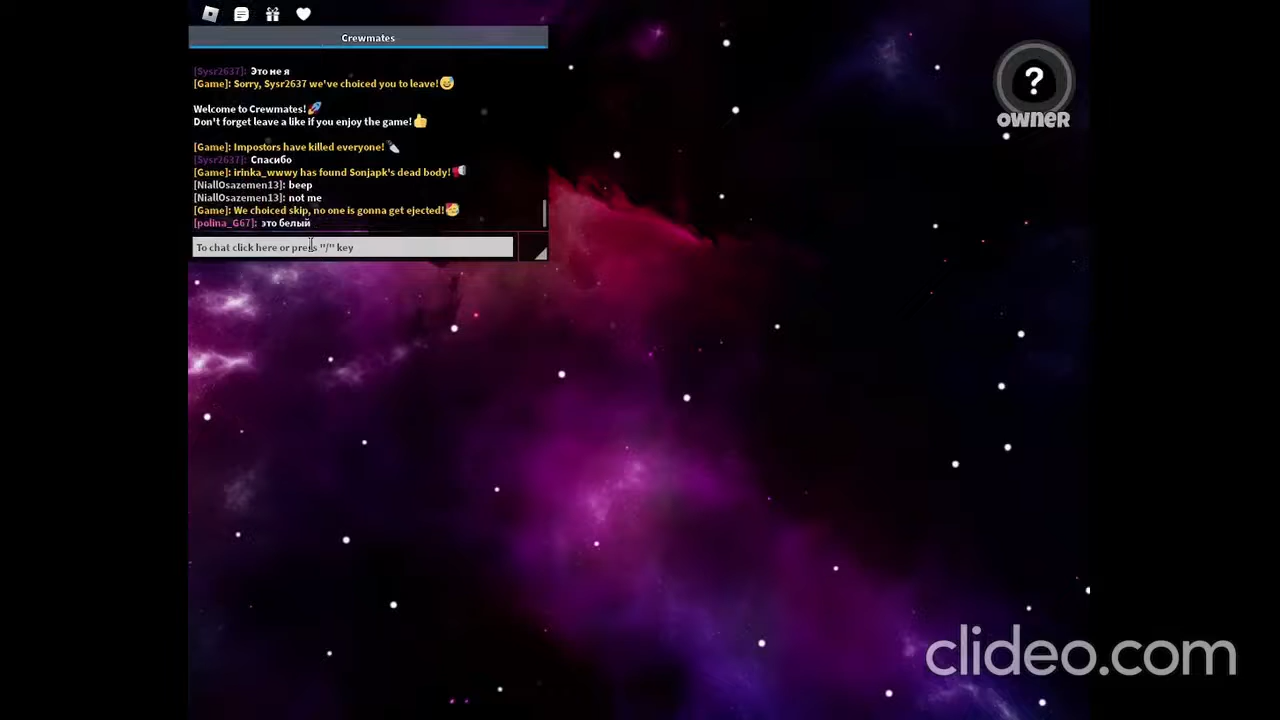 Crewmates
[Sysr2637]: Это не я
[Game]: Sorry, Sysr2637 we've choiced you to leave!😅
Welcome to Crewmates!🚀
Don't forget leave a like if you enjoy the game!👍
[Game]: Impostors have killed everyone!🔪
[Sysr2637]: Спасибо
[Game]: irinka_wwwy has found Sonjapk's dead body!📢
[NiallOsazemen13]: beep
[NiallOsazemen13]: not me
[Game]: We choiced skip, no one is gonna get ejected!🥳
[polina_G67]: это белый
To chat click here or press "/" key
?
OWNER
clideo.com